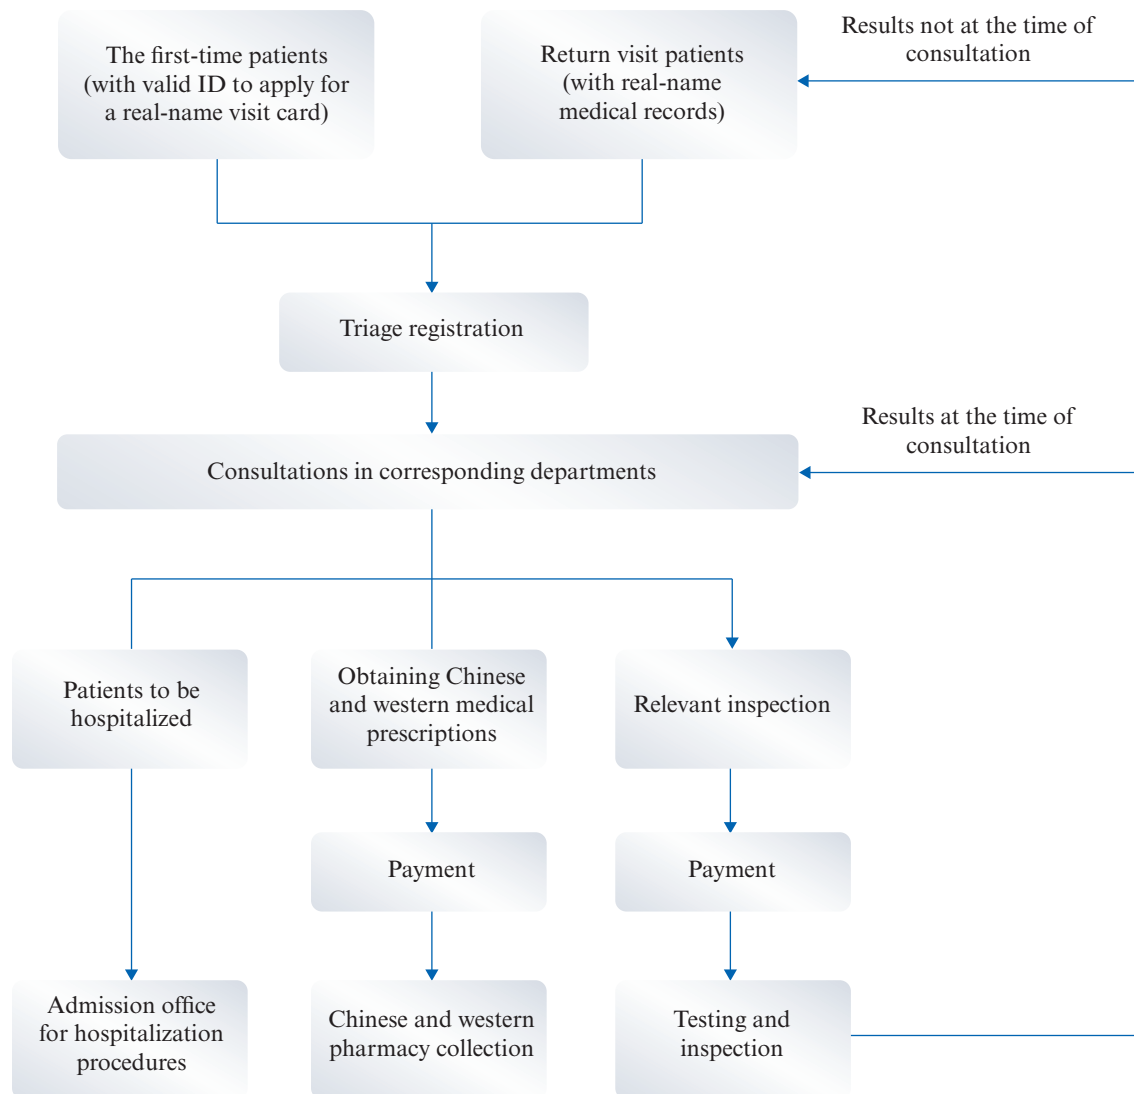 The first-time patients
(with valid ID to apply for
a real-name visit card)
Return visit patients
(with real-name
medical records)
Results not at the time of
consultation
Triage registration
Results at the time of
consultation
Consultations in corresponding departments
Patients to be
hospitalized
Obtaining Chinese
and western medical
prescriptions
Relevant inspection
Payment
Payment
Admission office
for hospitalization
procedures
Chinese and western
pharmacy collection
Testing and
inspection